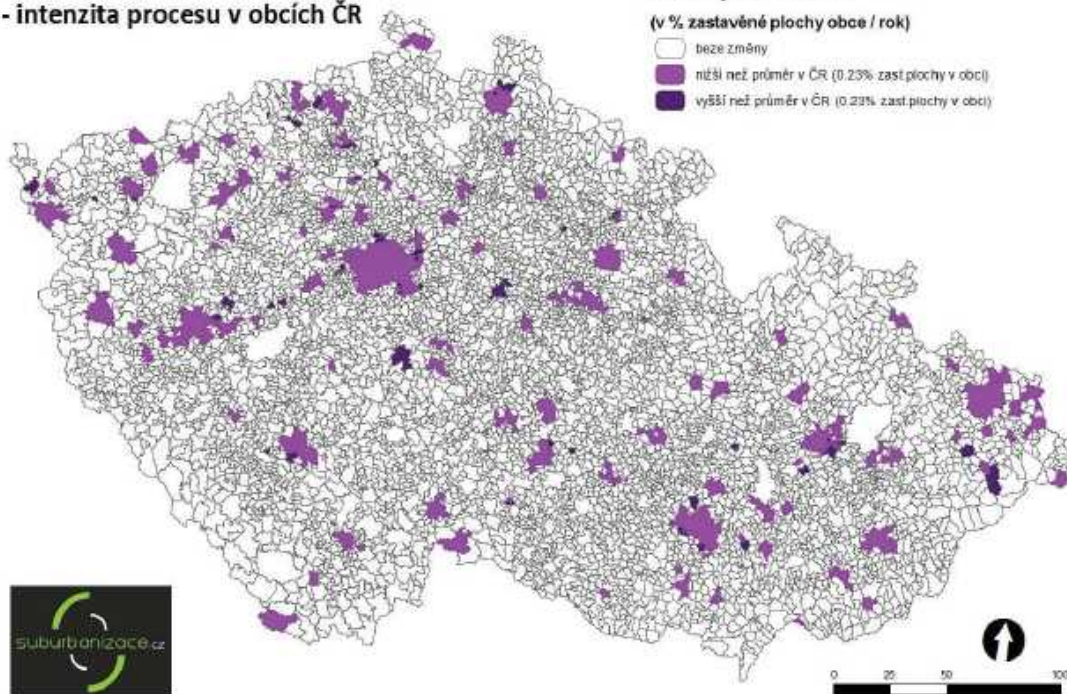 - intenzita procesu v obcích ČR
(v % zastavěné plochy obce / rok)
beze změny
nižší než průměr v ČR (0.23% zast.plochy v obci)
vyšší než průměr v ČR (0.23% zast.plochy v obci)
suburbanizace.cz
0 25 50 100